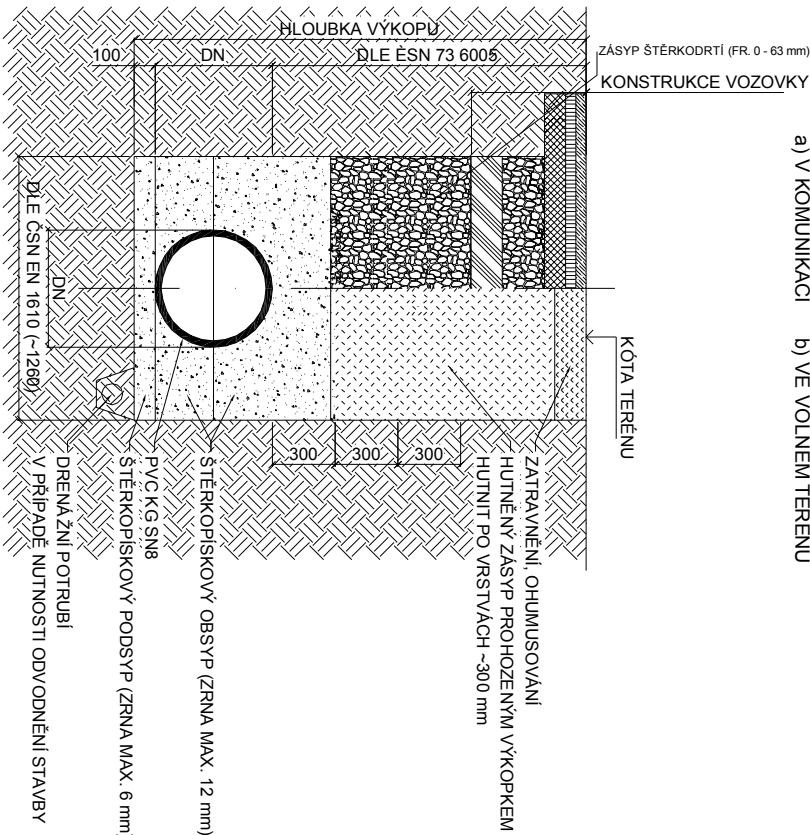 a) V KOMUNIKACI
b) VE VOLNEM TERENU
HLOUBKA VÝKOPU
100
DN
DLE ÈSN 73 6005
ZÁSYP ŠTĚRKODRTÍ (FR. 0 - 63 mm)
KONSTRUKCE VOZOVKY
DLE ČSN EN 1610 (~1260)
DN
KÓTA TERÉNU
300
300
300
ZATRAVNĚNÍ, OHUMUSOVÁNÍ
HUTNĚNÝ ZÁSYP PROHOZENÝM VÝKOPKEM
HUTNIT PO VRSTVÁCH ~300 mm
ŠTĚRKOPÍSKOVÝ OBSYP (ZRNA MAX. 12 mm)
PVC KG SN8
ŠTĚRKOPÍSKOVÝ PODSYP (ZRNA MAX. 6 mm)
DRENÁŽNÍ POTRUBÍ
V PŘÍPADĚ NUTNOSTI ODVODNĚNÍ STAVBY